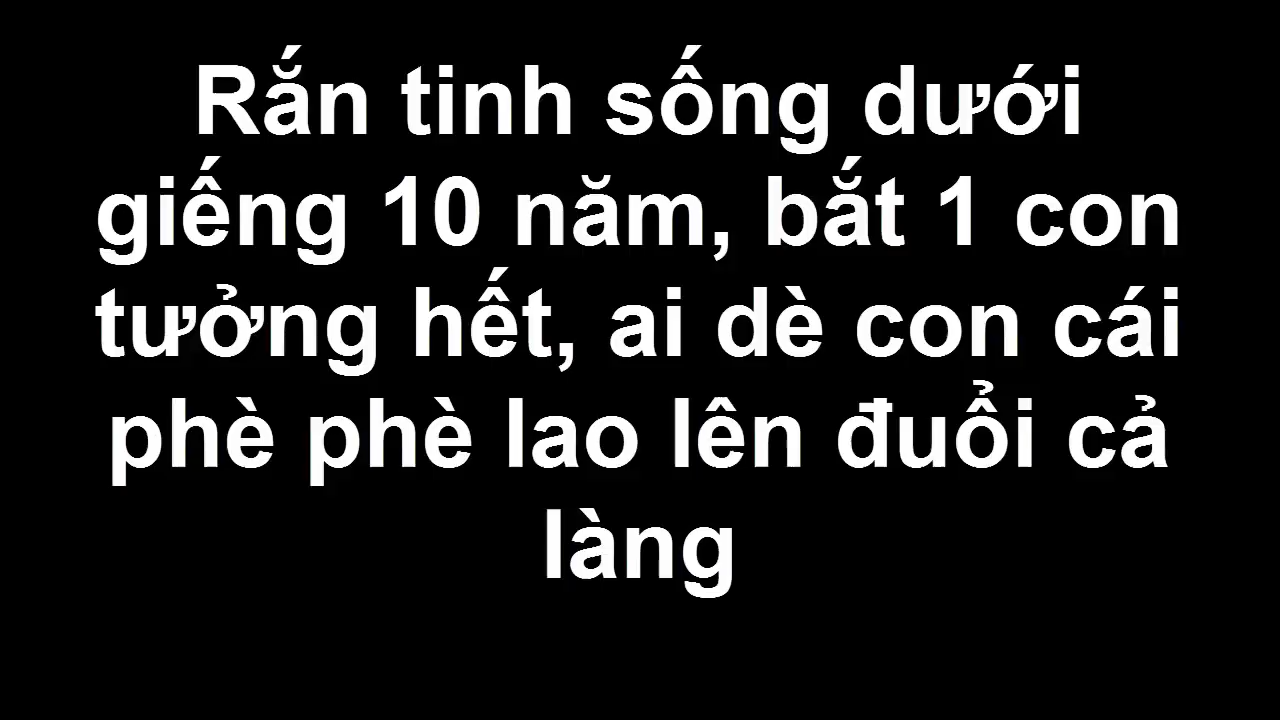 Rắn tinh sống dưới
giếng 10 năm, bắt 1 con
tưởng hết, ai dè con cái
phè phè lao lên đuổi cả
làng